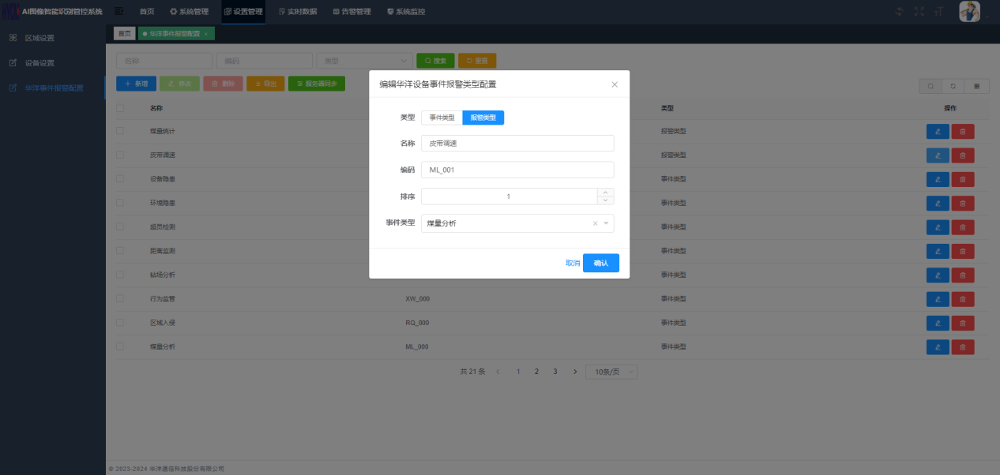 AI图像智能识别管控系统 首页 系统管理 设置管理 实时数据 告警管理 系统监控
区域设置
设备设置
华洋事件报警配置
首页 华洋事件报警配置 ×
名称 编码 类型 搜索 重置
新增 修改 删除 导出 服务器同步
名称 类型 操作
煤量统计 报警类型
皮带调速 报警类型
设备隐患 事件类型
环境隐患 事件类型
超员检测 事件类型
距离监测 事件类型
钻场分析 事件类型
行为监管 XW_000 事件类型
区域入侵 RQ_000 事件类型
煤量分析 ML_000 事件类型
共 21 条 < 1 2 3 > 10条/页
编辑华洋设备事件报警类型配置
类型 事件类型 报警类型
名称 皮带调速
编码 ML_001
排序 1
事件类型 煤量分析
取消 确认
© 2023-2024 华洋通信科技股份有限公司